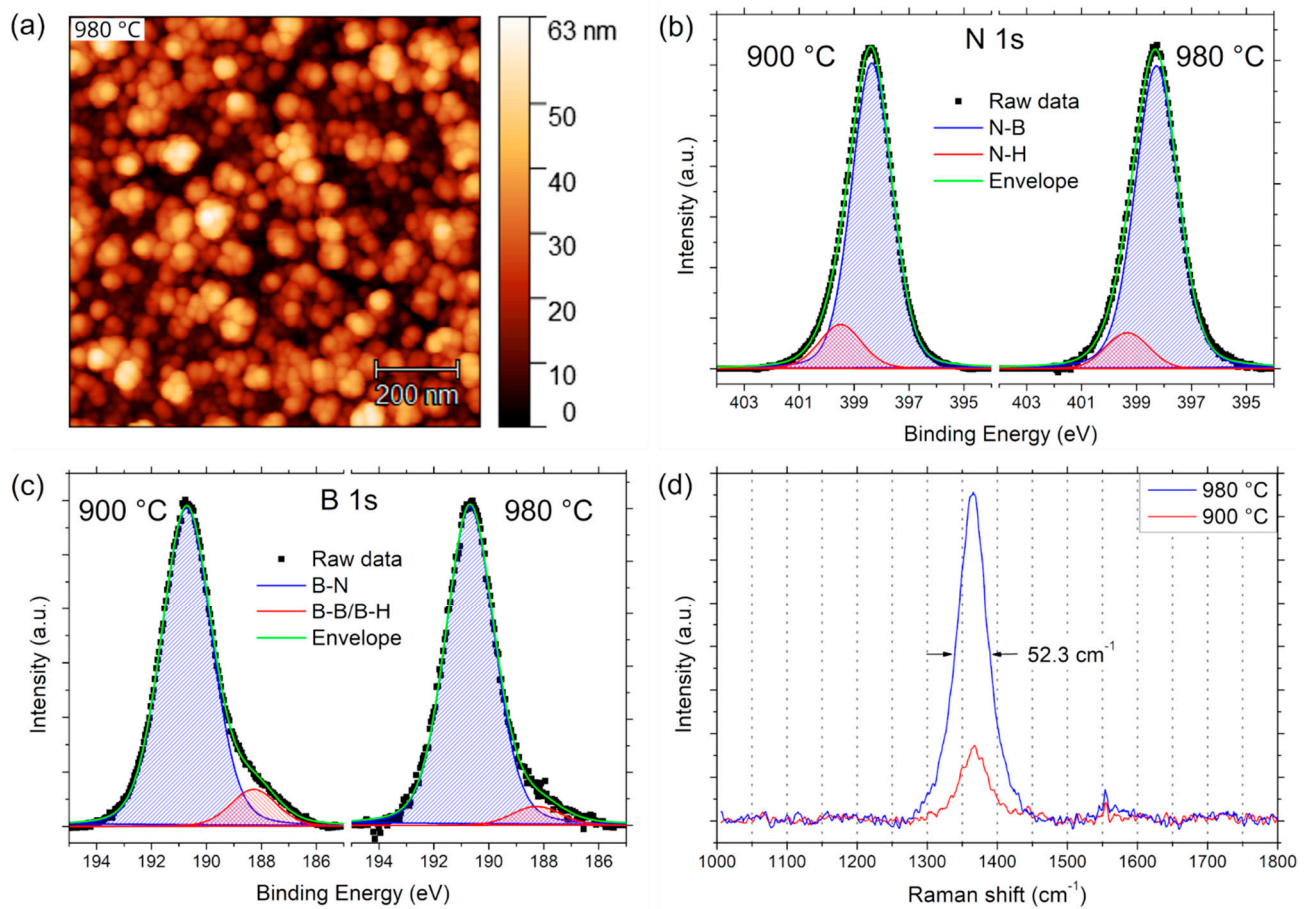 (a)
980 °C
63 nm
50
40
30
20
10
0
200 nm
(b)
900 °C
N 1s
980 °C
Raw data
N-B
N-H
Envelope
Intensity (a.u.)
403 401 399 397 395 403 401 399 397 395
Binding Energy (eV)
(c)
900 °C
B 1s
980 °C
Raw data
B-N
B-B/B-H
Envelope
Intensity (a.u.)
194 192 190 188 186 194 192 190 188 186
Binding Energy (eV)
(d)
980 °C
900 °C
52.3 cm⁻¹
Intensity (a.u.)
1000 1100 1200 1300 1400 1500 1600 1700 1800
Raman shift (cm⁻¹)